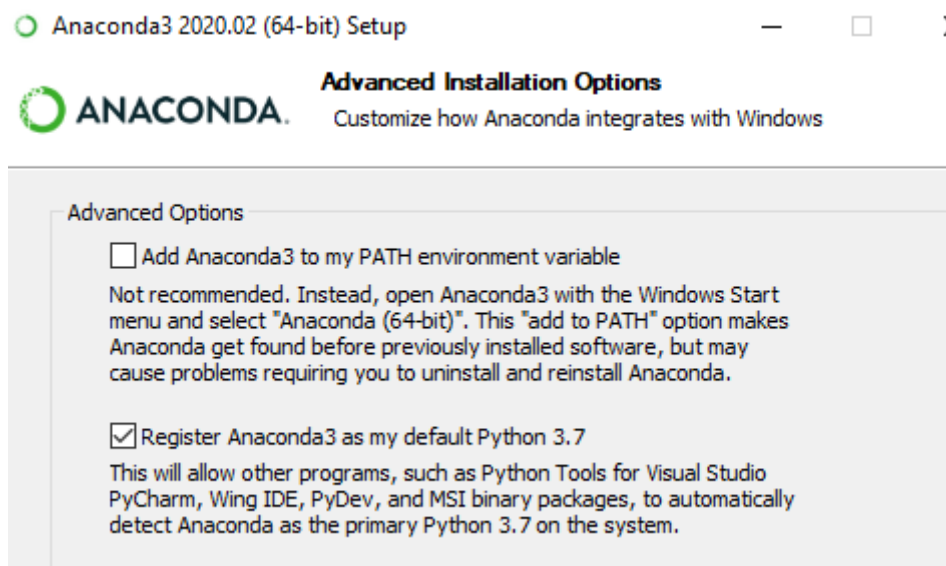 Anaconda3 2020.02 (64-bit) Setup
ANACONDA.
Advanced Installation Options
Customize how Anaconda integrates with Windows
Advanced Options
Add Anaconda3 to my PATH environment variable
Not recommended. Instead, open Anaconda3 with the Windows Start
menu and select "Anaconda (64-bit)". This "add to PATH" option makes
Anaconda get found before previously installed software, but may
cause problems requiring you to uninstall and reinstall Anaconda.
Register Anaconda3 as my default Python 3.7
This will allow other programs, such as Python Tools for Visual Studio
PyCharm, Wing IDE, PyDev, and MSI binary packages, to automatically
detect Anaconda as the primary Python 3.7 on the system.